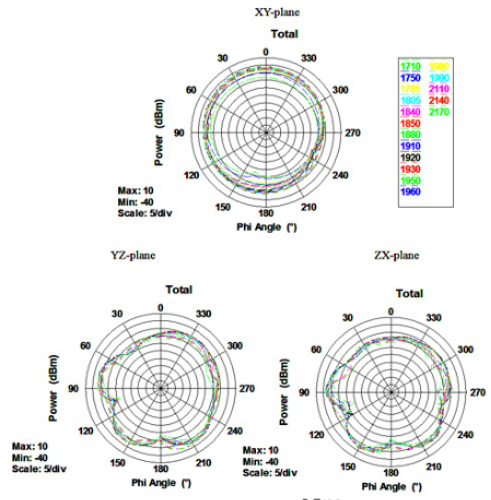 XY-plane
Total
0
30 330
60 300
90 270
120 240
150 210
180
Power (dBm)
Max: 10
Min: -40
Scale: 5/div
Phi Angle (°)
1710 1980
1750 1990
1785 2110
1805 2140
1840 2170
1850
1880
1910
1920
1930
1950
1960
YZ-plane
Total
0
30 330
60 300
90 270
120 240
150 210
180
Power (dBm)
Max: 10
Min: -40
Scale: 5/div
Phi Angle (°)
ZX-plane
Total
0
30 330
60 300
90 270
120 240
150 210
180
Power (dBm)
Max: 10
Min: -40
Scale: 5/div
Phi Angle (°)